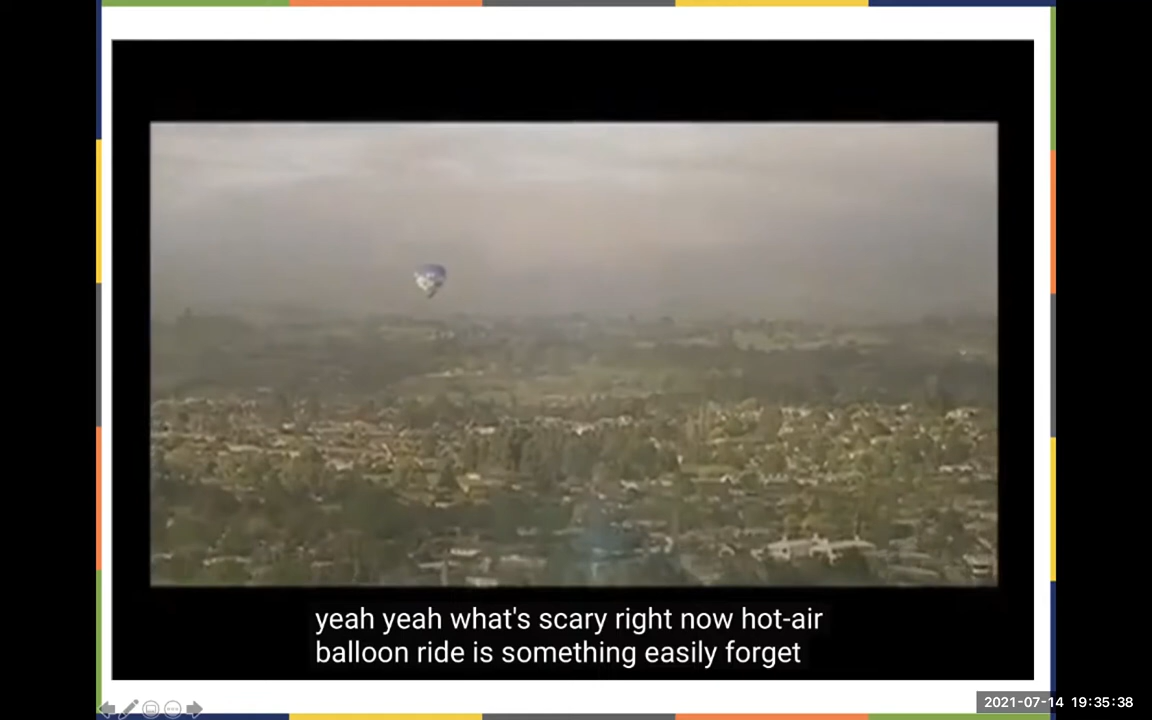 yeah yeah what's scary right now hot-air
balloon ride is something easily forget
2021-07-14 19:35:38